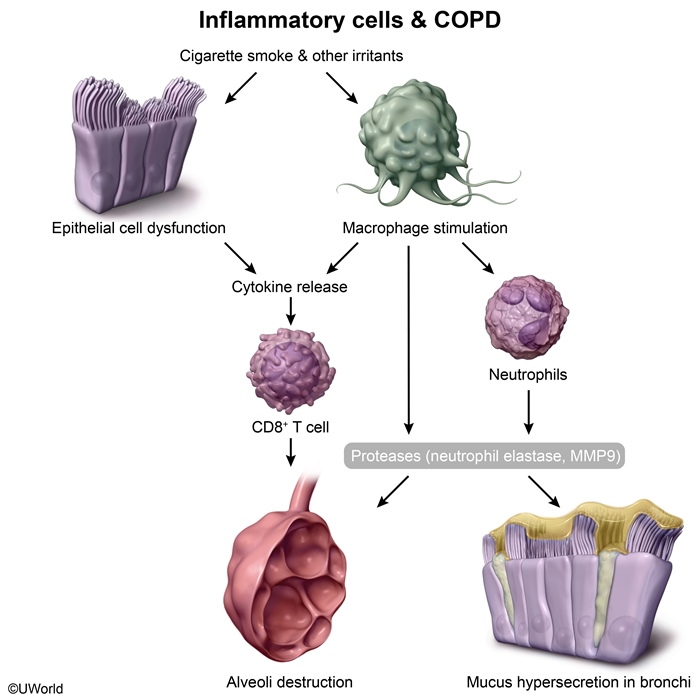 Inflammatory cells & COPD
Cigarette smoke & other irritants
Epithelial cell dysfunction
Macrophage stimulation
Cytokine release
Neutrophils
CD8⁺ T cell
Proteases (neutrophil elastase, MMP9)
Alveoli destruction
Mucus hypersecretion in bronchi
©UWorld